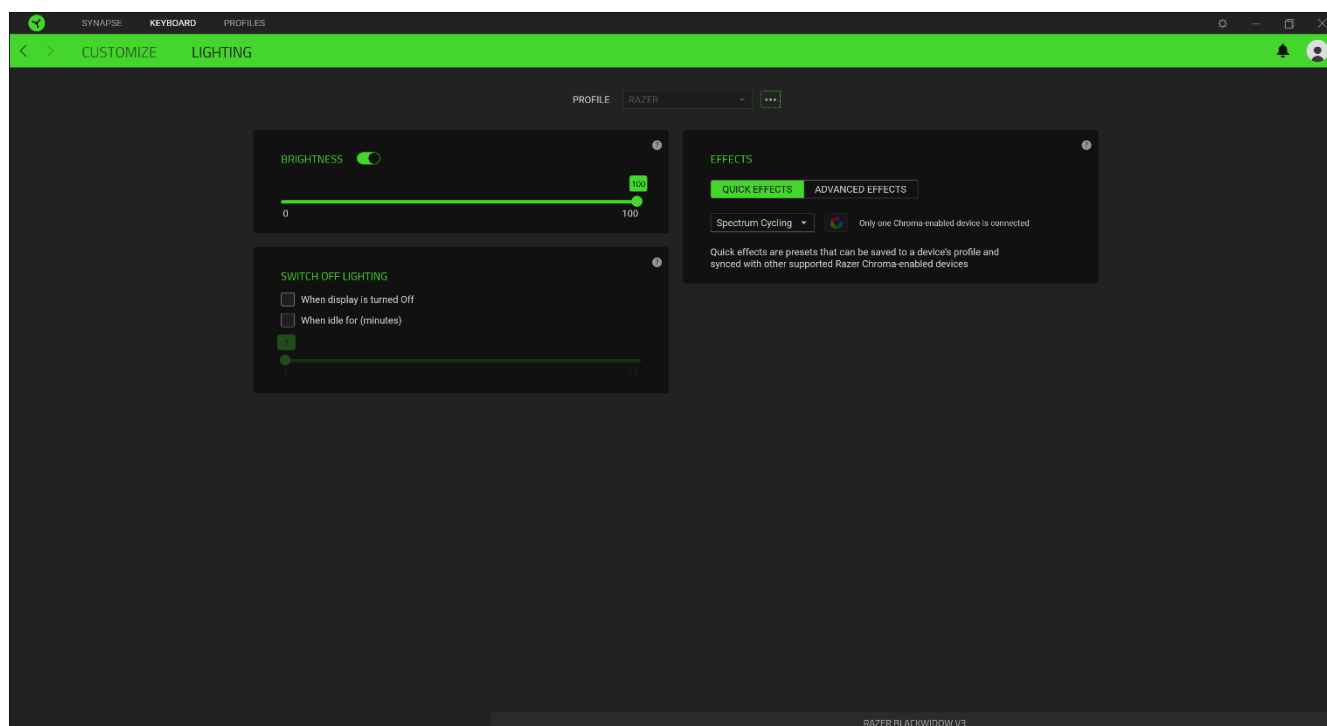 SYNAPSE KEYBOARD PROFILES
CUSTOMIZE LIGHTING
PROFILE RAZER
BRIGHTNESS
100
0 100
SWITCH OFF LIGHTING
When display is turned Off
When idle for (minutes)
1
1 15
EFFECTS
QUICK EFFECTS ADVANCED EFFECTS
Spectrum Cycling Only one Chroma-enabled device is connected
Quick effects are presets that can be saved to a device's profile and
synced with other supported Razer Chroma-enabled devices
RAZER BLACKWIDOW V3